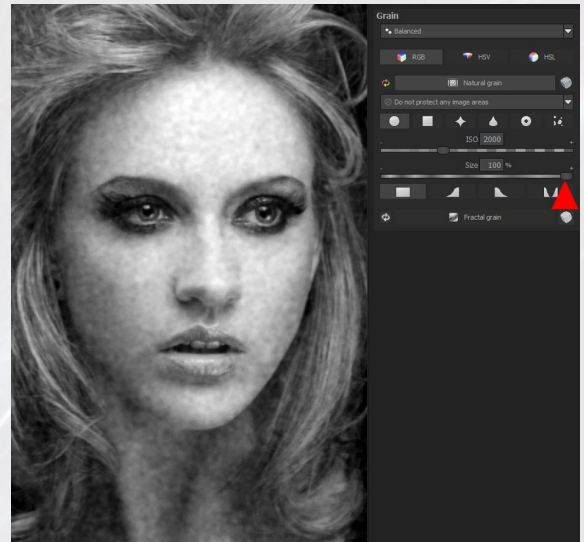 Grain
Balanced
RGB HSV HSL
Natural grain
Do not protect any image areas
ISO 2000
- +
Size 100 %
- +
Fractal grain